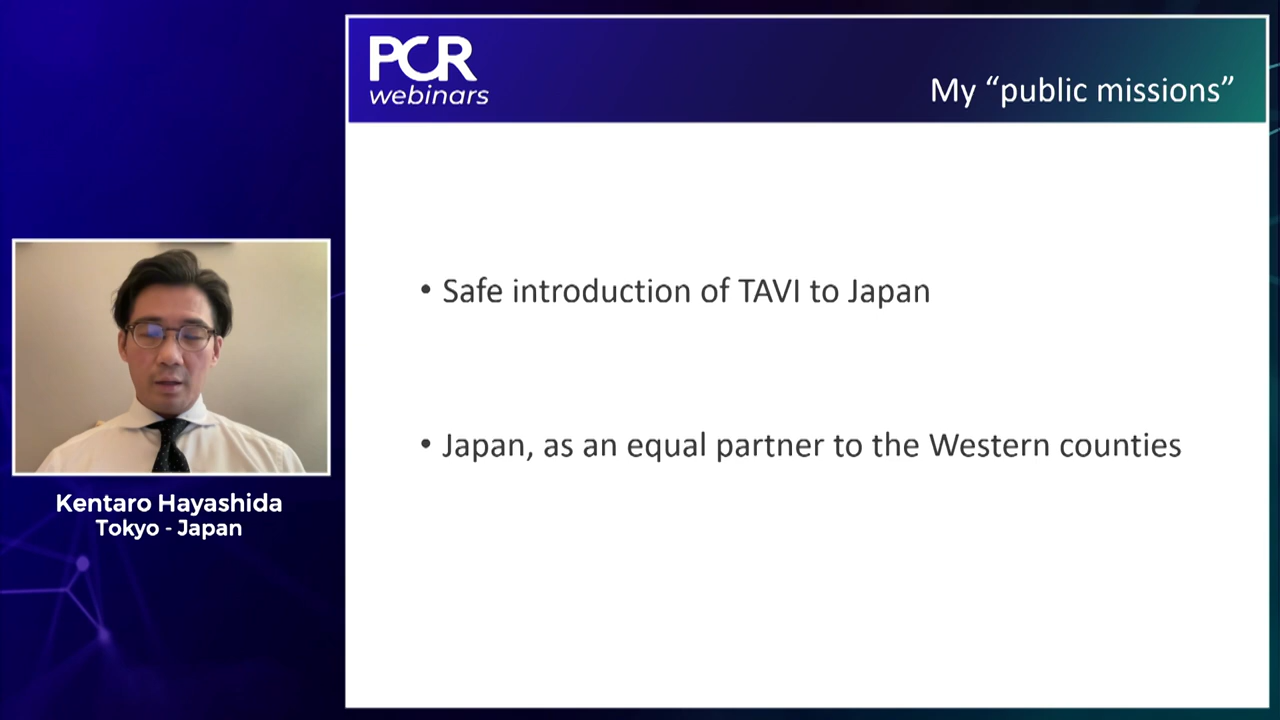 PCR
webinars
My “public missions”
• Safe introduction of TAVI to Japan
• Japan, as an equal partner to the Western counties
Kentaro Hayashida
Tokyo - Japan